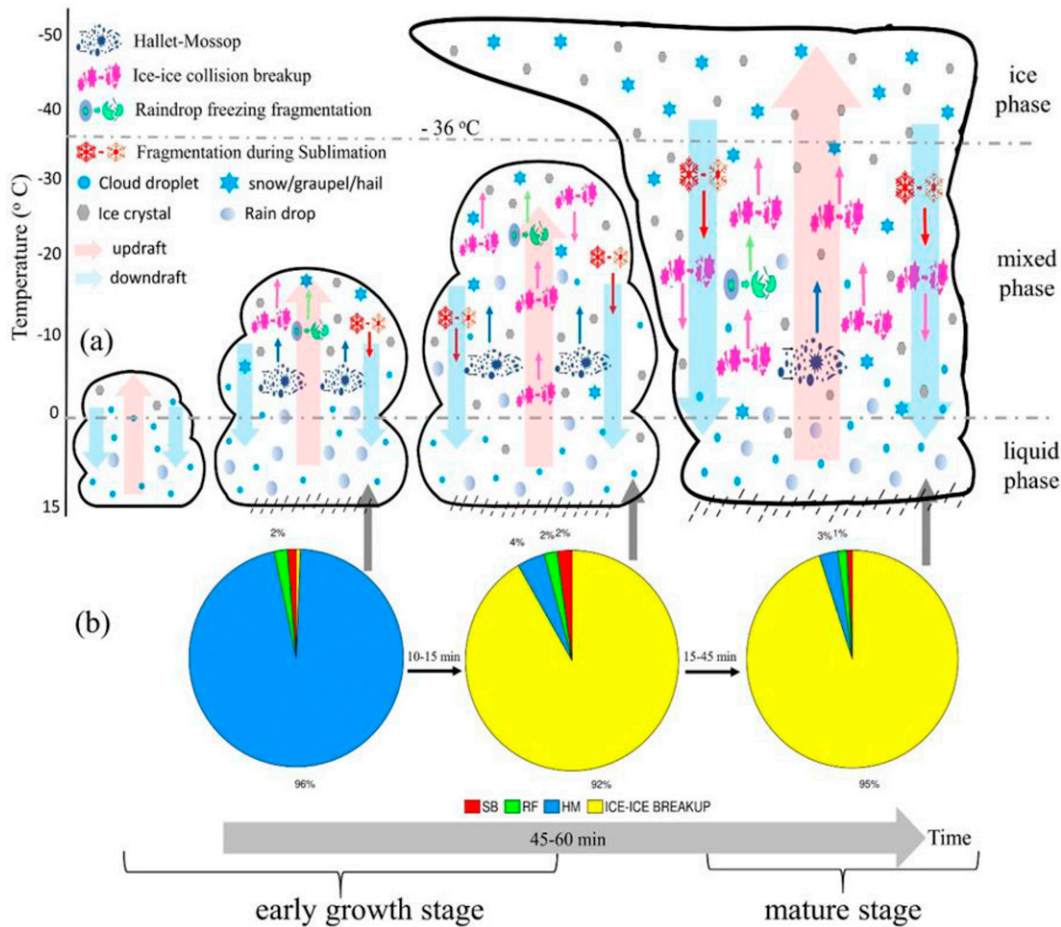 -50
-40
-30
-20
-10
0
15
Temperature (° C)
Hallet-Mossop
Ice-ice collision breakup
Raindrop freezing fragmentation
- 36 °C
Fragmentation during Sublimation
Cloud droplet
snow/graupel/hail
Ice crystal
Rain drop
updraft
downdraft
(a)
ice
phase
mixed
phase
liquid
phase
(b)
2%
96%
10-15 min
4%
2%
2%
92%
15-45 min
3%
1%
95%
SB RF HM ICE-ICE BREAKUP
45-60 min
Time
early growth stage
mature stage